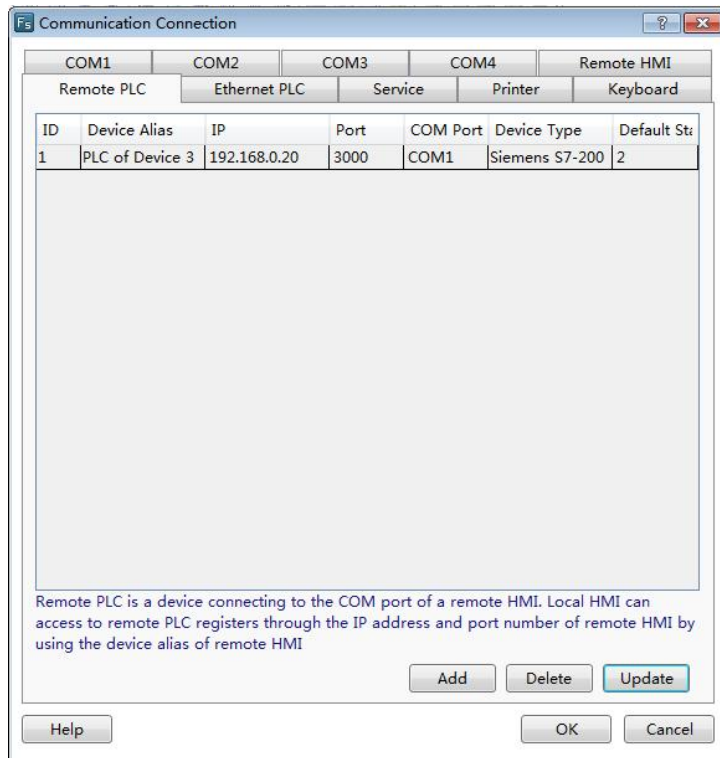 Fs Communication Connection
COM1 COM2 COM3 COM4 Remote HMI
Remote PLC Ethernet PLC Service Printer Keyboard
ID Device Alias IP Port COM Port Device Type Default Sta
1 PLC of Device 3 192.168.0.20 3000 COM1 Siemens S7-200 2
Remote PLC is a device connecting to the COM port of a remote HMI. Local HMI can
access to remote PLC registers through the IP address and port number of remote HMI by
using the device alias of remote HMI
Add Delete Update
Help OK Cancel